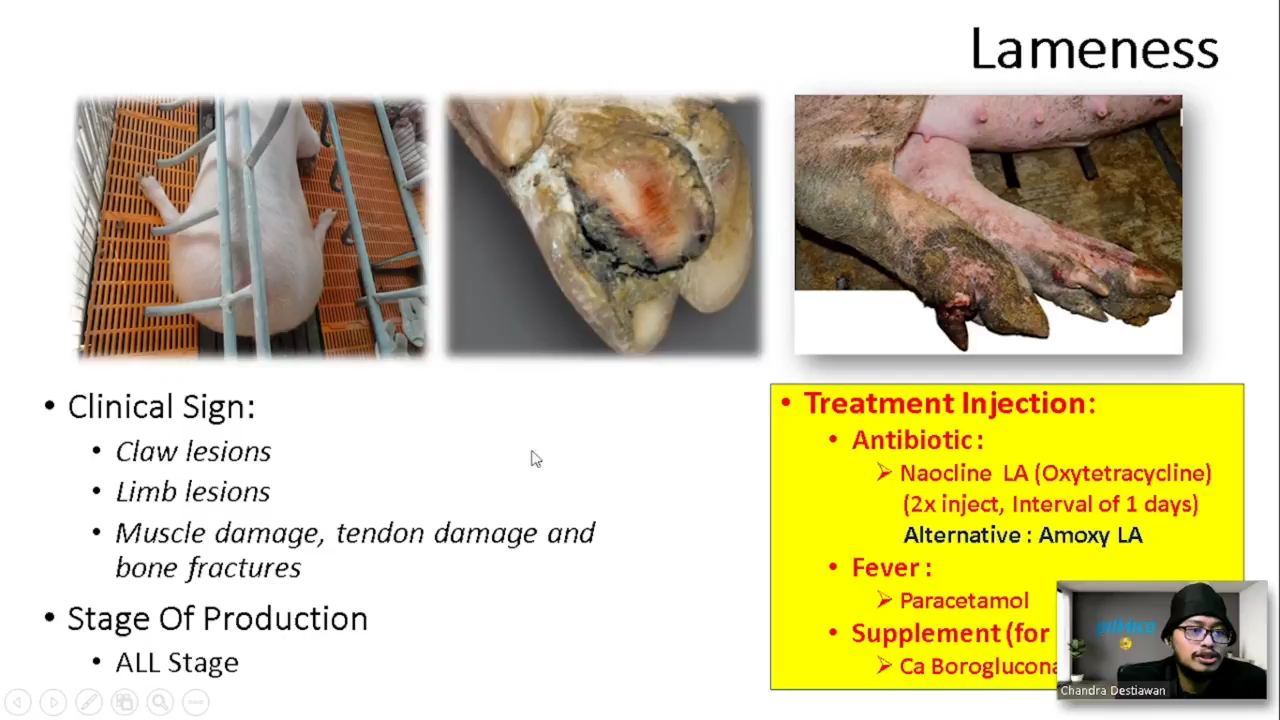 Lameness
• Clinical Sign:
• Claw lesions
• Limb lesions
• Muscle damage, tendon damage and
bone fractures
• Stage Of Production
• ALL Stage
• Treatment Injection:
• Antibiotic :
➢ Naocline LA (Oxytetracycline)
(2x inject, Interval of 1 days)
Alternative : Amoxy LA
• Fever :
➢ Paracetamol
• Supplement (for
➢ Ca
Chandra Destiawan